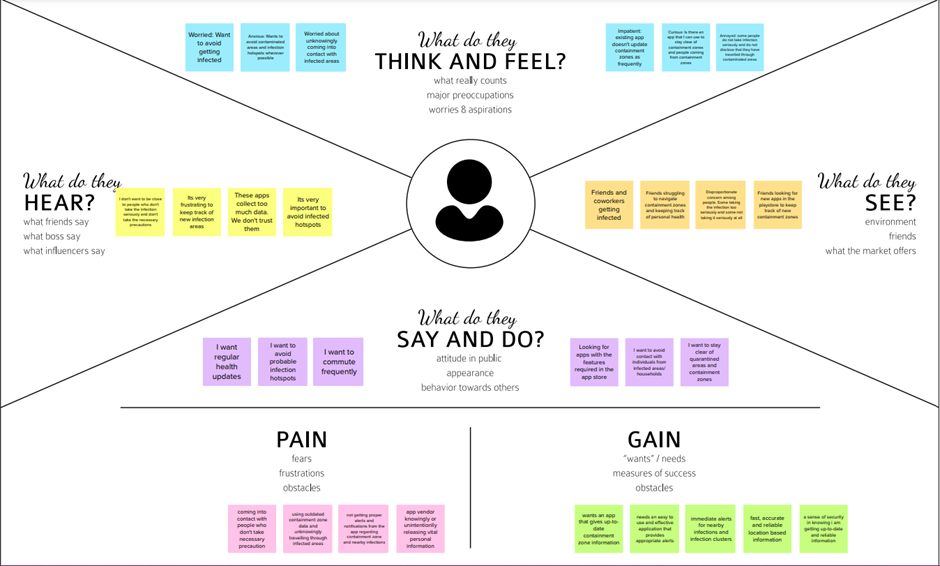 Worried: Want
to avoid
getting
infected
Anxious: Wants to
avoid contaminated
areas and infection
hotspots wherever
possible
Worried about
unknowingly
coming into
contact with
infected areas
What do they
THINK AND FEEL?
what really counts
major preoccupations
worries & aspirations
Impatient:
existing app
doesn't update
containment
zones as
frequently
Curious: Is there an
app that I can use to
stay clear of
containment zones
and people coming from
containment
zones
Annoyed: some people
do not take infection
seriously and do not
disclose that they have
travelled through
contaminated areas
What do they
HEAR?
what friends say
what boss say
what influencers say
I don't want to be close
to people who don't
take the infection
seriously and don't
take the necessary
precautions
Its very
frustrating to
keep track of
new infection
areas
These apps
collect too
much data.
We don't trust
them
Its very
important to
avoid infected
hotspots
Friends and
coworkers
getting
infected
Friends struggling
to navigate
containment zones
and keeping track
of personal health
Disproportionate
concern among
people. Some taking
the infection too
seriously and some not
taking it seriously at all
Friends looking for
new apps in the
playstore to keep
track of new
containment zones
What do they
SEE?
environment
friends
what the market offers
What do they
SAY AND DO?
attitude in public
appearance
behavior towards others
I want
regular
health
updates
I want to
avoid
probable
infection
hotspots
I want to
commute
frequently
Looking for
apps with the
features
required in the
app store
I want to avoid
contact with
individuals from
infected areas/
households
I want to stay
clear of
quarantined
areas and
containment
zones
PAIN
fears
frustrations
obstacles
coming into
contact with
people who
don't take
necessary
precaution
using outdated
containment zone
data and
unknowingly
travelling through
infected areas
not getting proper
alerts and
notifications from the
app regarding
containment zone
and nearby infections
app vendor
knowingly or
unintentionally
releasing vital
personal
information
GAIN
"wants" / needs
measures of success
obstacles
wants an app
that gives up-to-
date
containment
zone information
needs an easy to
use and effective
application that
provides
appropriate alerts
immediate alerts
for nearby
infections and
infection clusters
fast, accurate
and reliable
location based
information
a sense of security
in knowing i am
getting up-to-date
and reliable
information